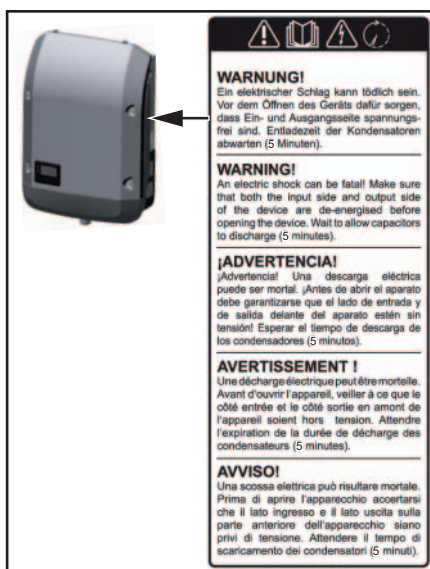 WARNUNG!
Ein elektrischer Schlag kann tödlich sein.
Vor dem Öffnen des Geräts dafür sorgen,
dass Ein- und Ausgangsseite spannungs-
frei sind. Entladezeit der Kondensatoren
abwarten (5 Minuten).
WARNING!
An electric shock can be fatal! Make sure
that both the input side and output side
of the device are de-energised before
opening the device. Wait to allow capacitors
to discharge (5 minutes).
¡ADVERTENCIA!
¡Advertencia! Una descarga eléctrica
puede ser mortal. ¡Antes de abrir el aparato
debe garantizarse que el lado de entrada y
de salida delante del aparato estén sin
tensión! Esperar el tiempo de descarga de
los condensadores (5 minutos).
AVERTISSEMENT !
Une décharge électrique peut être mortelle.
Avant d'ouvrir l'appareil, veiller à ce que le
côté entrée et le côté sortie en amont de
l'appareil soient hors tension. Attendre
l'expiration de la durée de décharge des
condensateurs (5 minutes).
AVVISO!
Una scossa elettrica può risultare mortale.
Prima di aprire l'apparecchio accertarsi
che il lato ingresso e il lato uscita sulla
parte anteriore dell'apparecchio siano
privi di tensione. Attendere il tempo di
scaricamento dei condensatori (5 minuti).